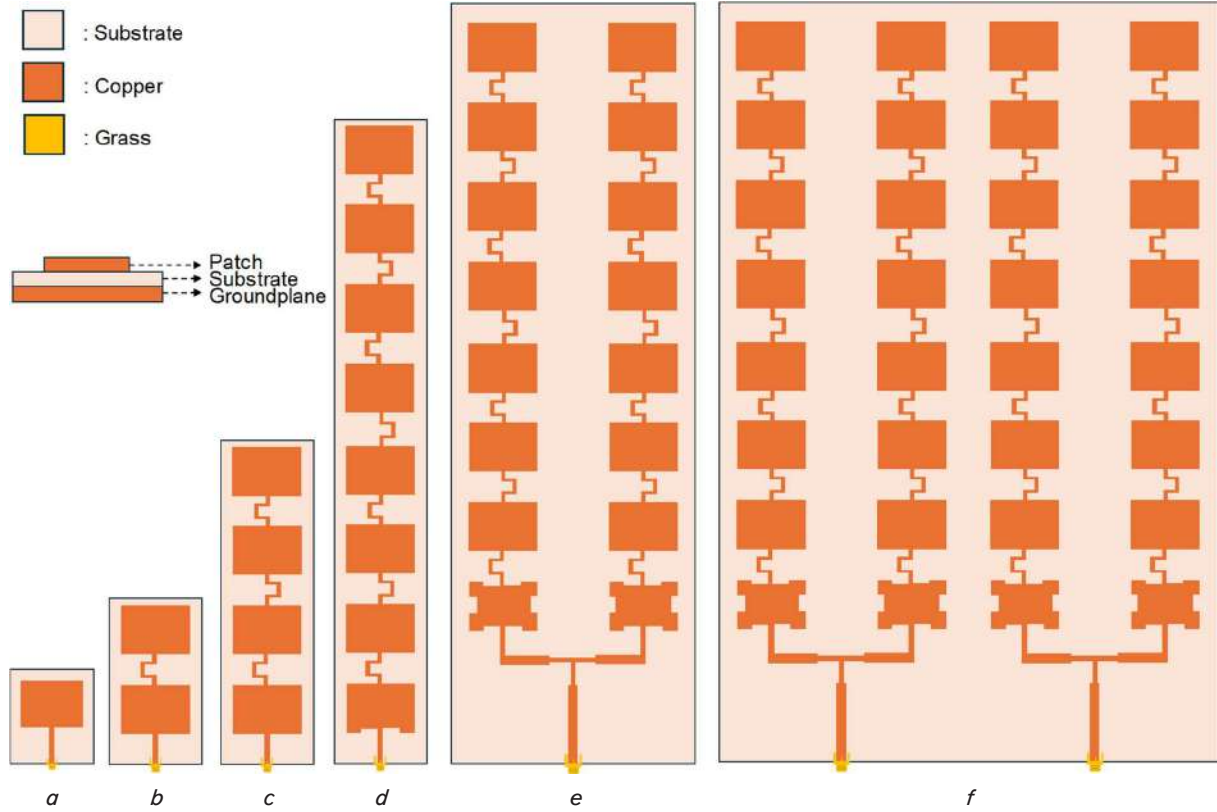 : Substrate
: Copper
: Grass
Patch
Substrate
Groundplane
a b c d e f